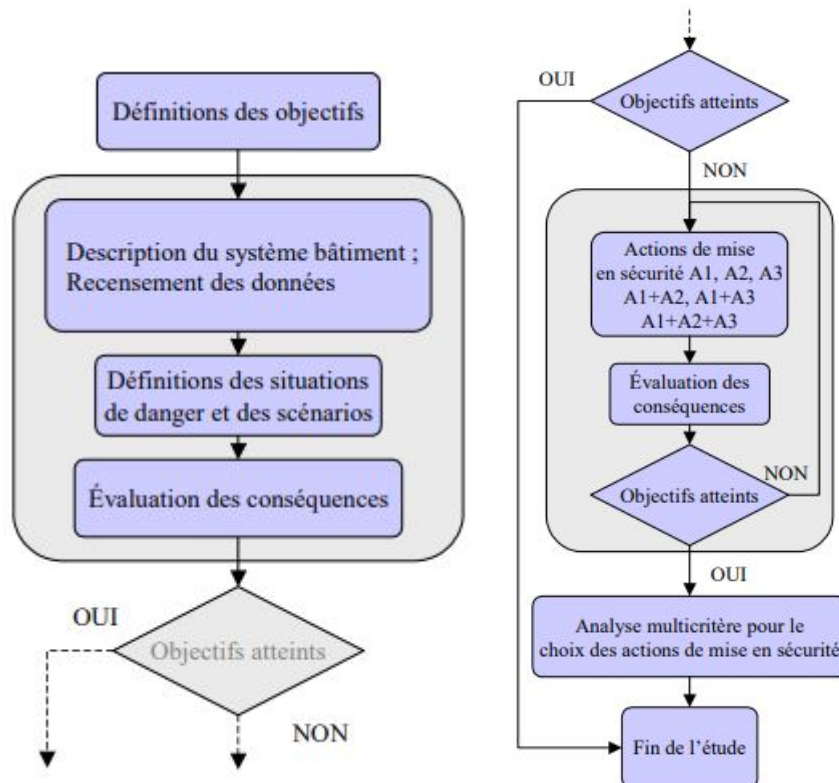 Définitions des objectifs
Description du système bâtiment ;
Recensement des données
Définitions des situations
de danger et des scénarios
Évaluation des conséquences
OUI
Objectifs atteints
NON
OUI
Objectifs atteints
NON
Actions de mise
en sécurité A1, A2, A3
A1+A2, A1+A3
A1+A2+A3
Évaluation des
conséquences
NON
Objectifs atteints
OUI
Analyse multicritère pour le
choix des actions de mise en sécurité
Fin de l’étude